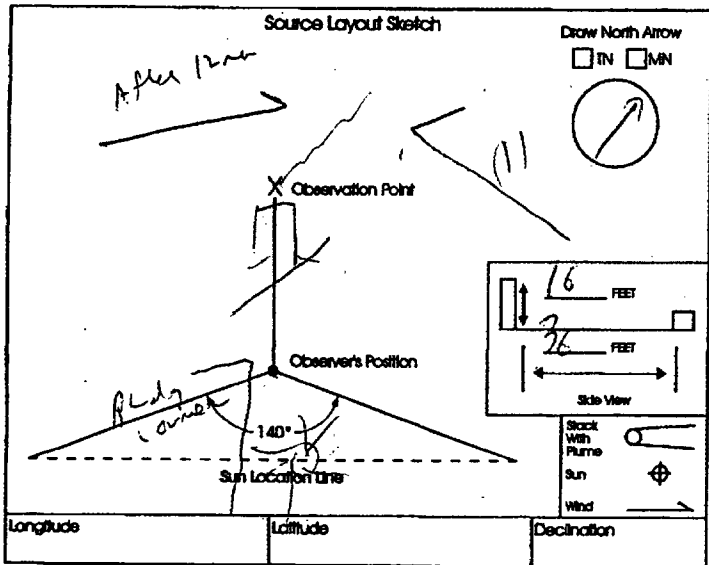 Source Layout Sketch
Draw North Arrow
TN MN
After
X Observation Point
16 FEET
36 FEET
Side View
Observer's Position
Bldg
corner
140°
Sun Location Line
Stack
With
Plume
Sun
Wind
Longitude
Latitude
Declination